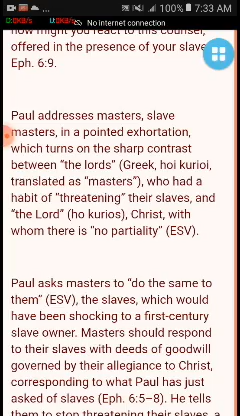 0:0KB/s
U:0KB/s
No internet connection
100%
7:33 AM
how might you react to this counsel,
offered in the presence of your slave
Eph. 6:9.
Paul addresses masters, slave
masters, in a pointed exhortation,
which turns on the sharp contrast
between “the lords” (Greek, hoi kurioi,
translated as “masters”), who had a
habit of “threatening” their slaves, and
“the Lord” (ho kurios), Christ, with
whom there is “no partiality” (ESV).
Paul asks masters to “do the same to
them” (ESV), the slaves, which would
have been shocking to a first-century
slave owner. Masters should respond
to their slaves with deeds of goodwill
governed by their allegiance to Christ,
corresponding to what Paul has just
asked of slaves (Eph. 6:5–8). He tells
them to stop threatening their slaves, a